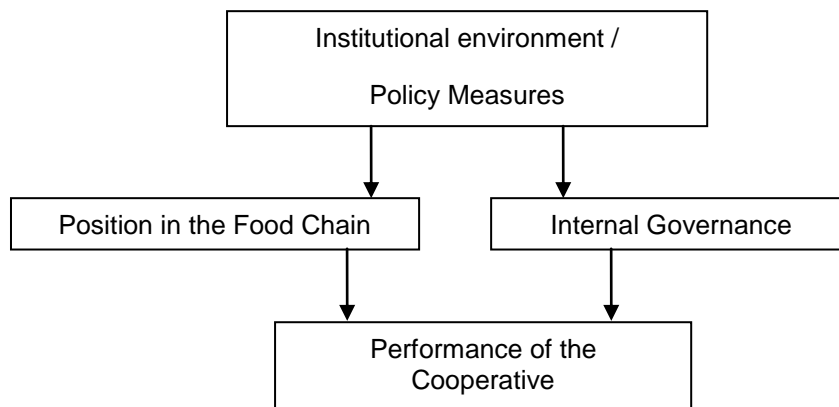 Institutional environment /
Policy Measures
Position in the Food Chain
Internal Governance
Performance of the
Cooperative